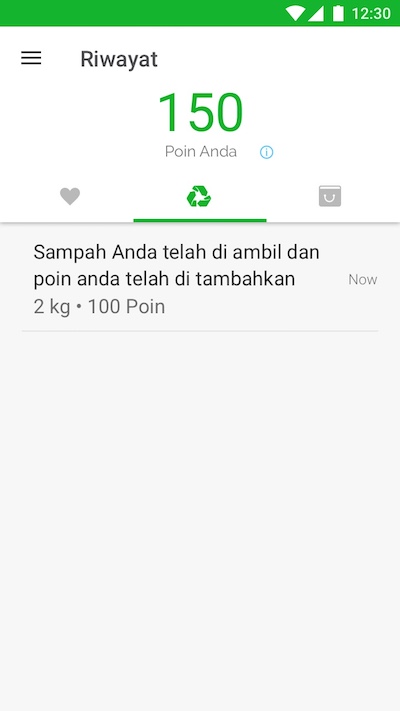 12:30
Riwayat
150
Poin Anda
Sampah Anda telah di ambil dan
poin anda telah di tambahkan
Now
2 kg • 100 Poin